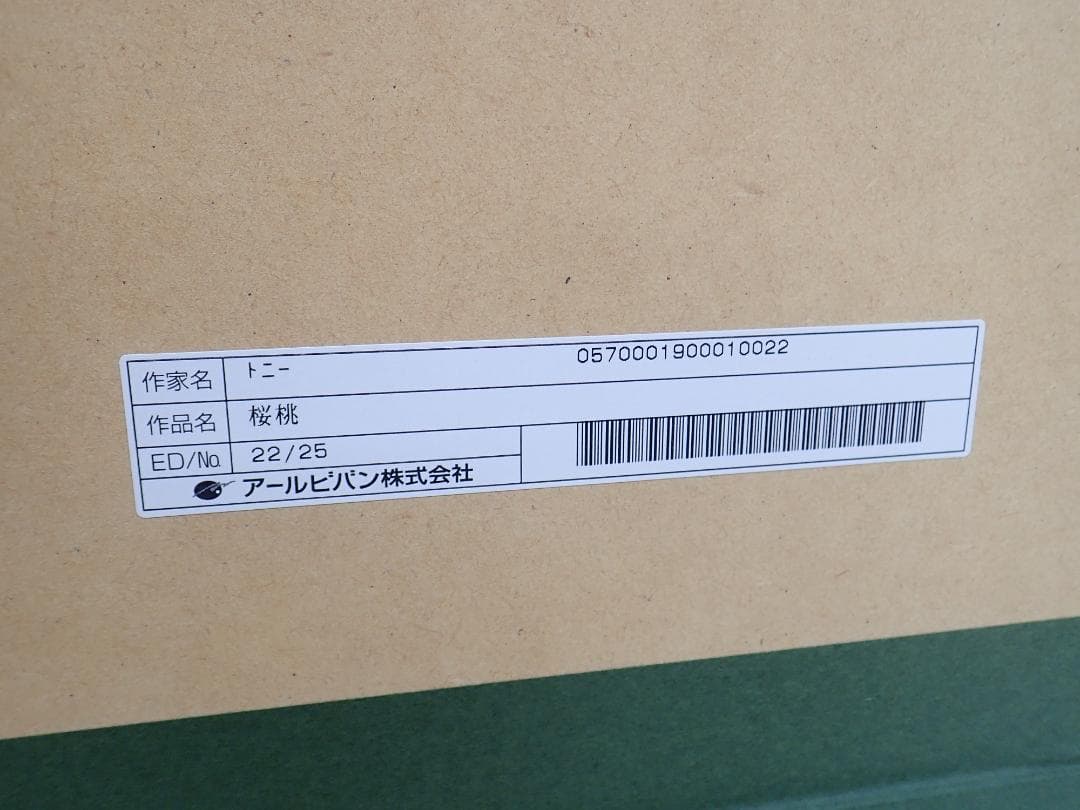 作家名 トニー 0570001900010022
作品名 桜桃
ED/No. 22/25
アールビバン株式会社